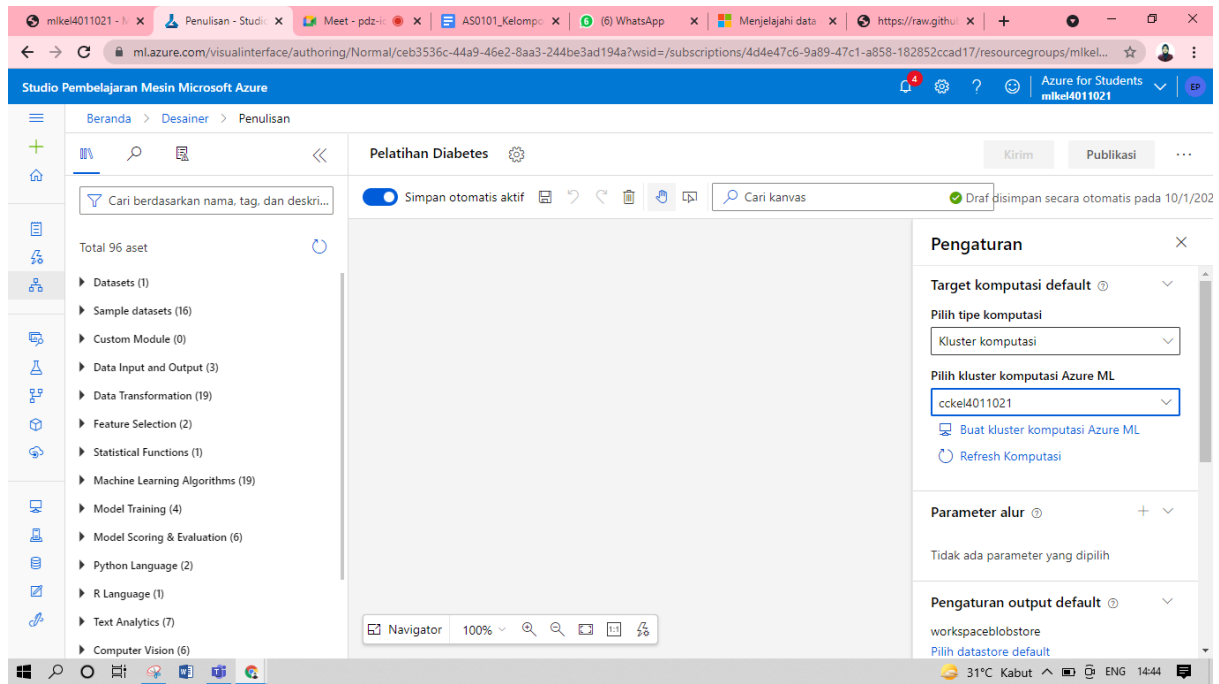 mlkel4011021 - M
Penulisan - Studio
Meet - pdz-ic
AS0101_Kelompo
(6) WhatsApp
Menjelajahi data
https://raw.githu
ml.azure.com/visualinterface/authoring/Normal/ceb3536c-44a9-46e2-8aa3-244be3ad194a?wsid=/subscriptions/4d4e47c6-9a89-47c1-a858-182852ccad17/resourcegroups/mlkel...
Studio Pembelajaran Mesin Microsoft Azure
4
Azure for Students
mlkel4011021
EP
Beranda > Desainer > Penulisan
Pelatihan Diabetes
Kirim
Publikasi
Cari berdasarkan nama, tag, dan deskri...
Simpan otomatis aktif
Cari kanvas
Draf disimpan secara otomatis pada 10/1/202
Total 96 aset
Datasets (1)
Sample datasets (16)
Custom Module (0)
Data Input and Output (3)
Data Transformation (19)
Feature Selection (2)
Statistical Functions (1)
Machine Learning Algorithms (19)
Model Training (4)
Model Scoring & Evaluation (6)
Python Language (2)
R Language (1)
Text Analytics (7)
Computer Vision (6)
Navigator
100%
1:1
Pengaturan
Target komputasi default
Pilih tipe komputasi
Kluster komputasi
Pilih kluster komputasi Azure ML
cckel4011021
Buat kluster komputasi Azure ML
Refresh Komputasi
Parameter alur
Tidak ada parameter yang dipilih
Pengaturan output default
workspaceblobstore
Pilih datastore default
31°C Kabut
ENG
14:44